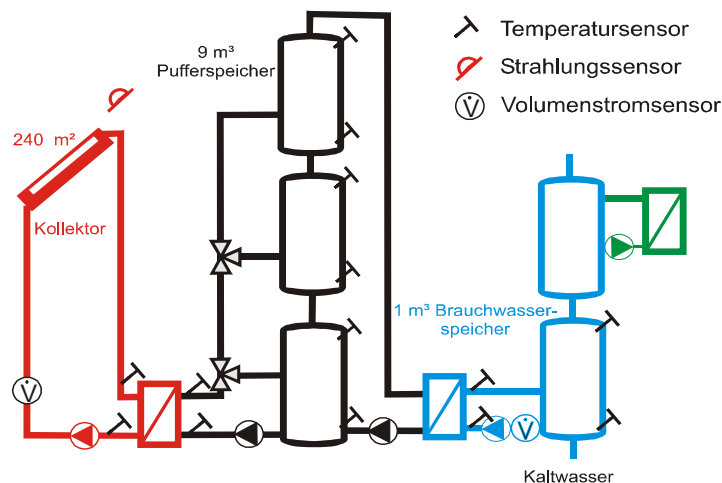 Temperatursensor
Strahlungssensor
V̇ Volumenstromsensor
9 m³
Pufferspeicher
240 m²
Kollektor
1 m³ Brauchwasser-
speicher
V̇
V̇
Kaltwasser